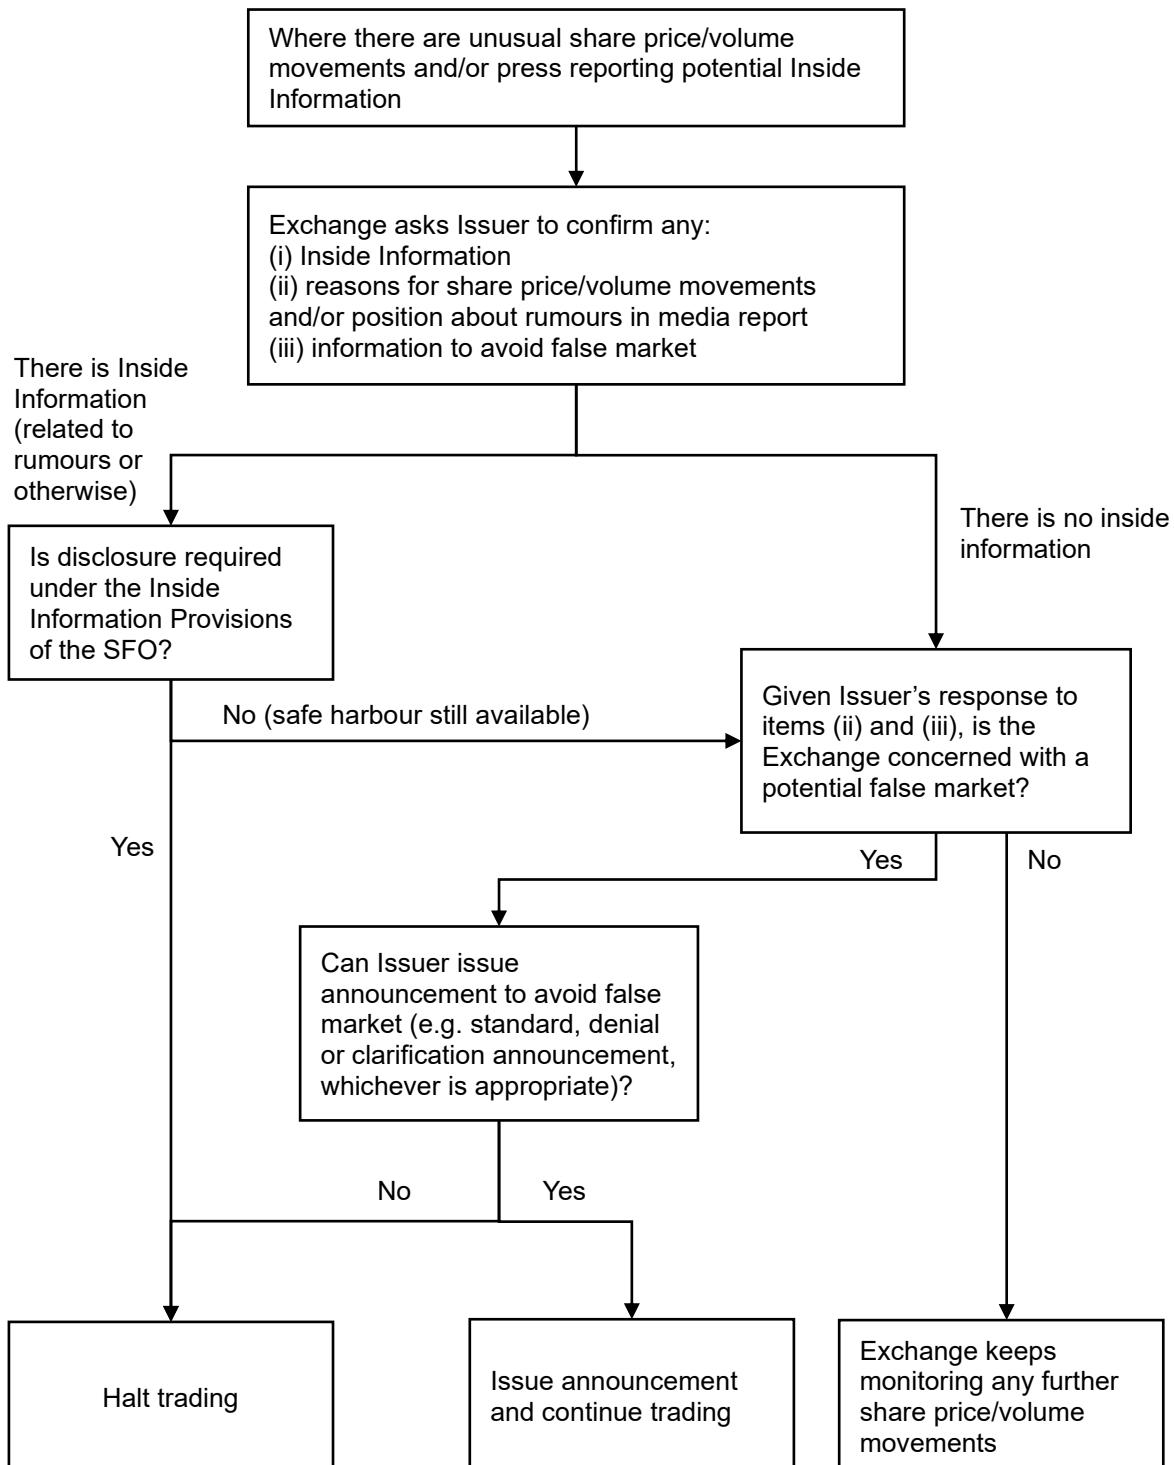 Where there are unusual share price/volume
movements and/or press reporting potential Inside
Information
Exchange asks Issuer to confirm any:
(i) Inside Information
(ii) reasons for share price/volume movements
and/or position about rumours in media report
(iii) information to avoid false market
There is Inside
Information
(related to
rumours or
otherwise)
There is no inside
information
Is disclosure required
under the Inside
Information Provisions
of the SFO?
No (safe harbour still available)
Given Issuer’s response to
items (ii) and (iii), is the
Exchange concerned with a
potential false market?
Yes
Yes
No
Can Issuer issue
announcement to avoid false
market (e.g. standard, denial
or clarification announcement,
whichever is appropriate)?
No
Yes
Halt trading
Issue announcement
and continue trading
Exchange keeps
monitoring any further
share price/volume
movements